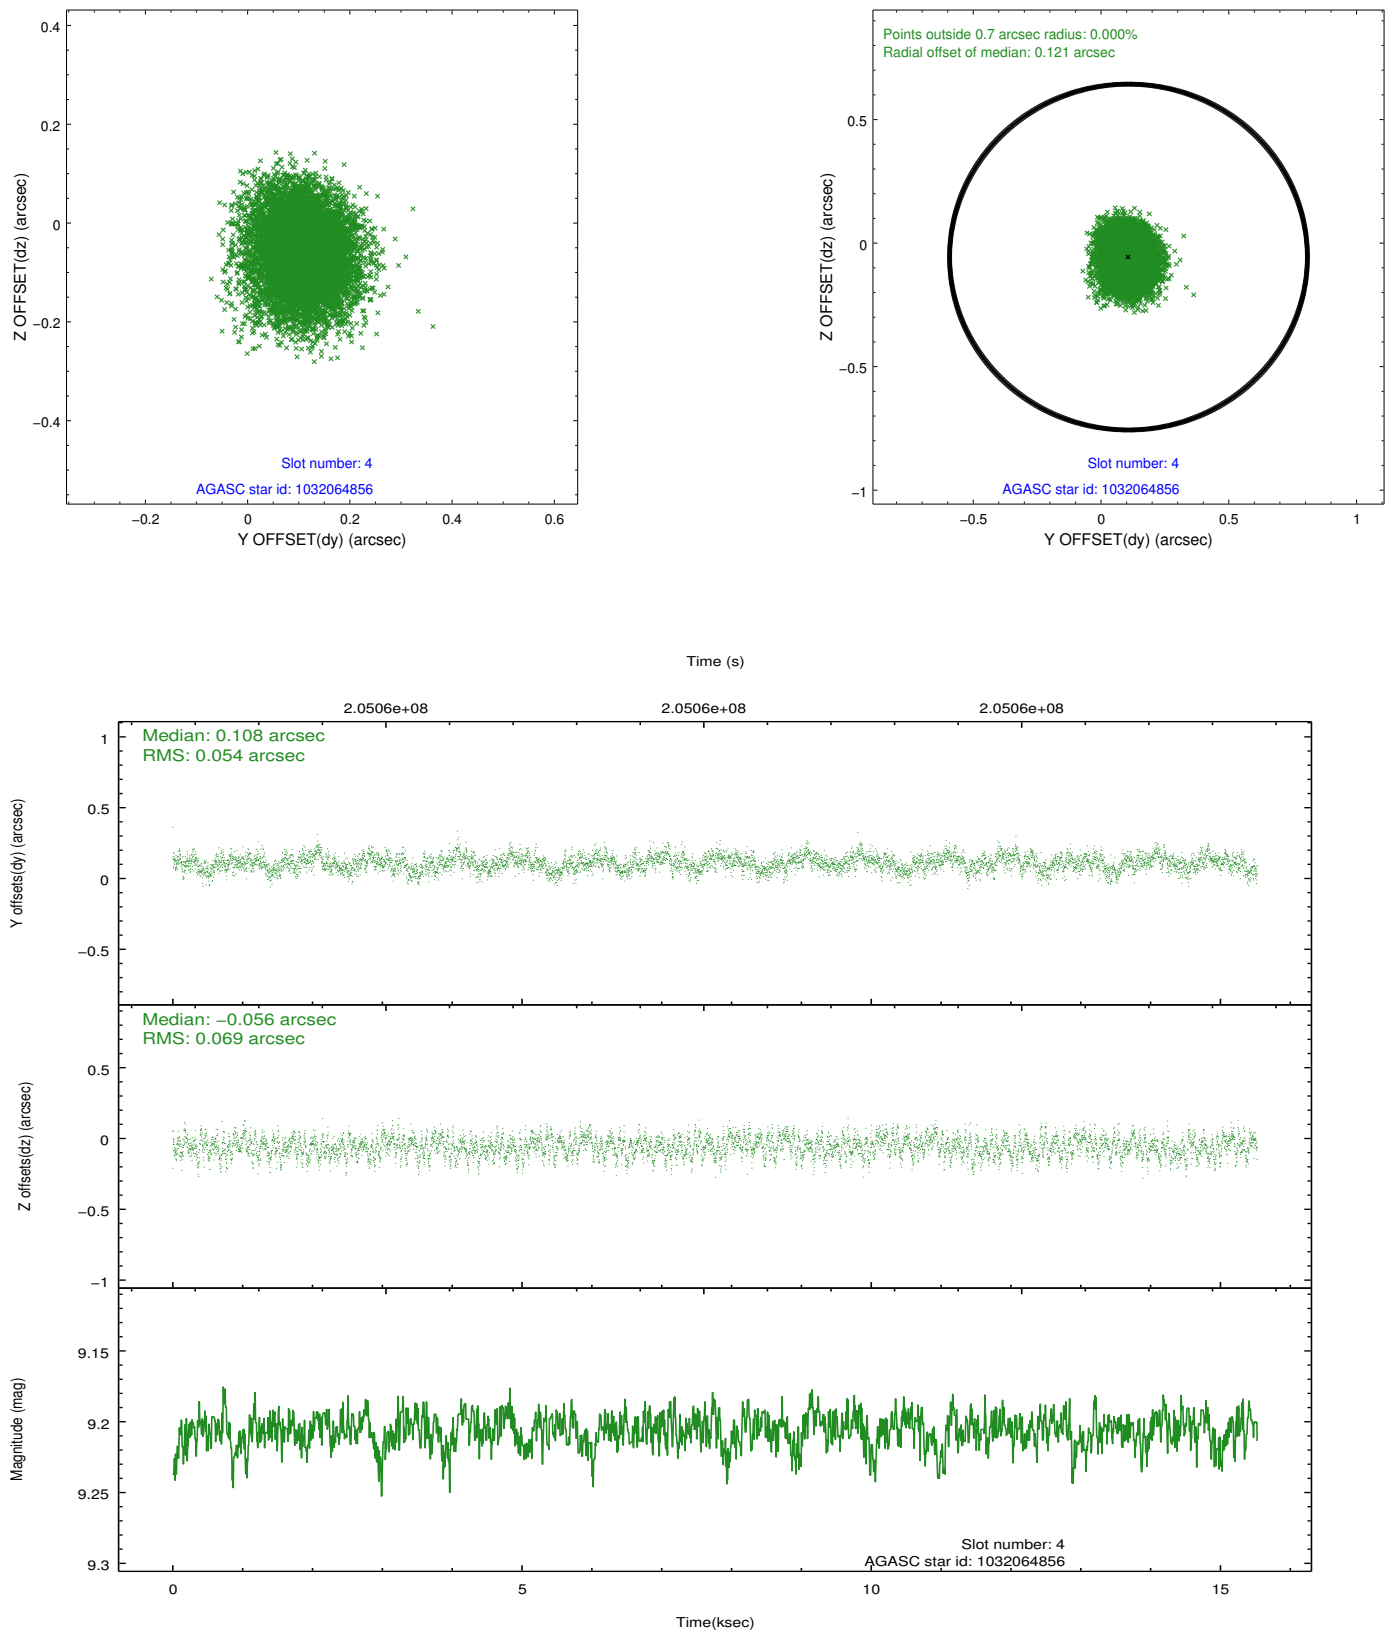 0.4
0.2
0
−0.2
−0.4
Z OFFSET(dz) (arcsec)
Slot number: 4
AGASC star id: 1032064856
−0.2 0 0.2 0.4 0.6
Y OFFSET(dy) (arcsec)
Points outside 0.7 arcsec radius: 0.000%
Radial offset of median: 0.121 arcsec
0.5
0
−0.5
−1
Z OFFSET(dz) (arcsec)
Slot number: 4
AGASC star id: 1032064856
−0.5 0 0.5 1
Y OFFSET(dy) (arcsec)
Time (s)
2.0506e+08 2.0506e+08 2.0506e+08
Median: 0.108 arcsec
RMS: 0.054 arcsec
1
0.5
0
−0.5
Y offsets(dy) (arcsec)
Median: −0.056 arcsec
RMS: 0.069 arcsec
0.5
0
−0.5
−1
Z offsets(dz) (arcsec)
9.15
9.2
9.25
9.3
Magnitude (mag)
Slot number: 4
AGASC star id: 1032064856
0 5 10 15
Time(ksec)